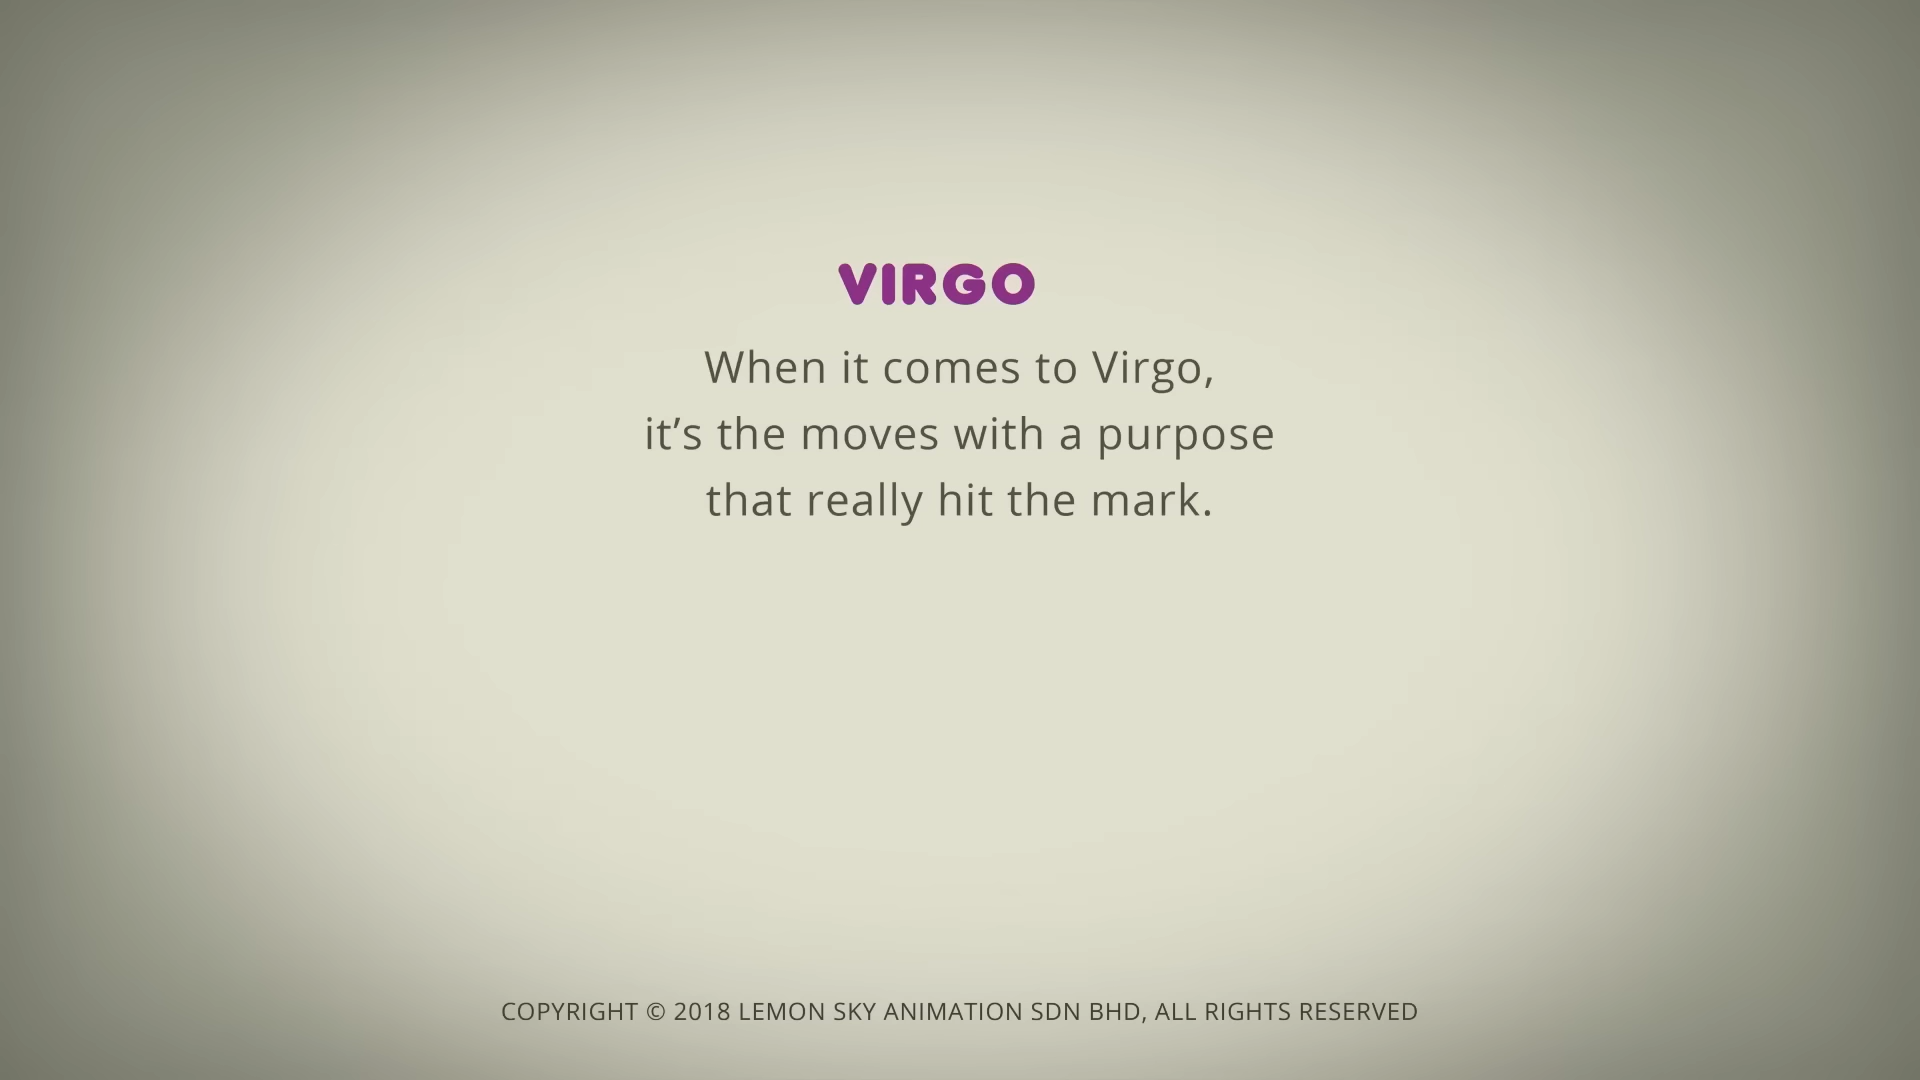 VIRGO
When it comes to Virgo,
it’s the moves with a purpose
that really hit the mark.
COPYRIGHT © 2018 LEMON SKY ANIMATION SDN BHD, ALL RIGHTS RESERVED